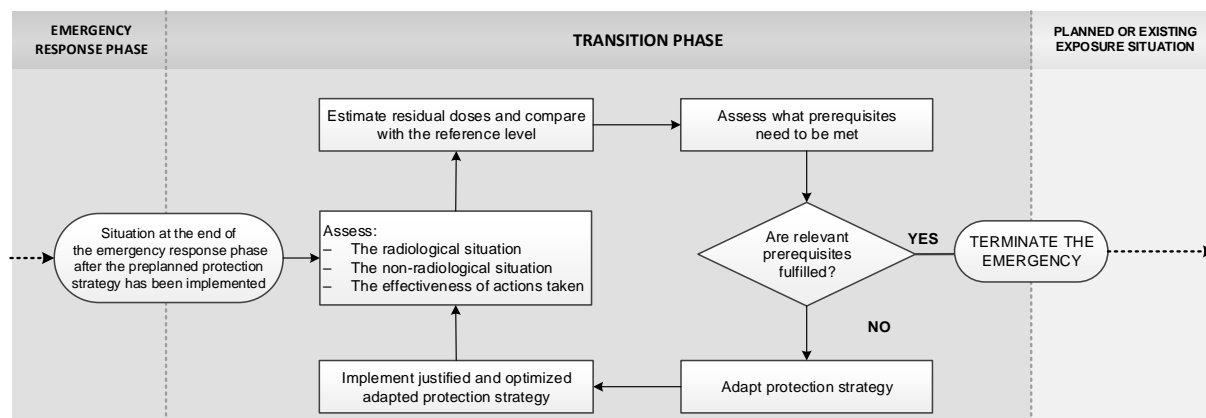 EMERGENCY
RESPONSE PHASE
TRANSITION PHASE
PLANNED OR EXISTING
EXPOSURE SITUATION
Situation at the end of
the emergency response phase
after the preplanned protection
strategy has been implemented
Assess:
– The radiological situation
– The non-radiological situation
– The effectiveness of actions taken
Estimate residual doses and compare
with the reference level
Assess what prerequisites
need to be met
Are relevant
prerequisites
fulfilled?
YES
TERMINATE THE
EMERGENCY
NO
Adapt protection strategy
Implement justified and optimized
adapted protection strategy